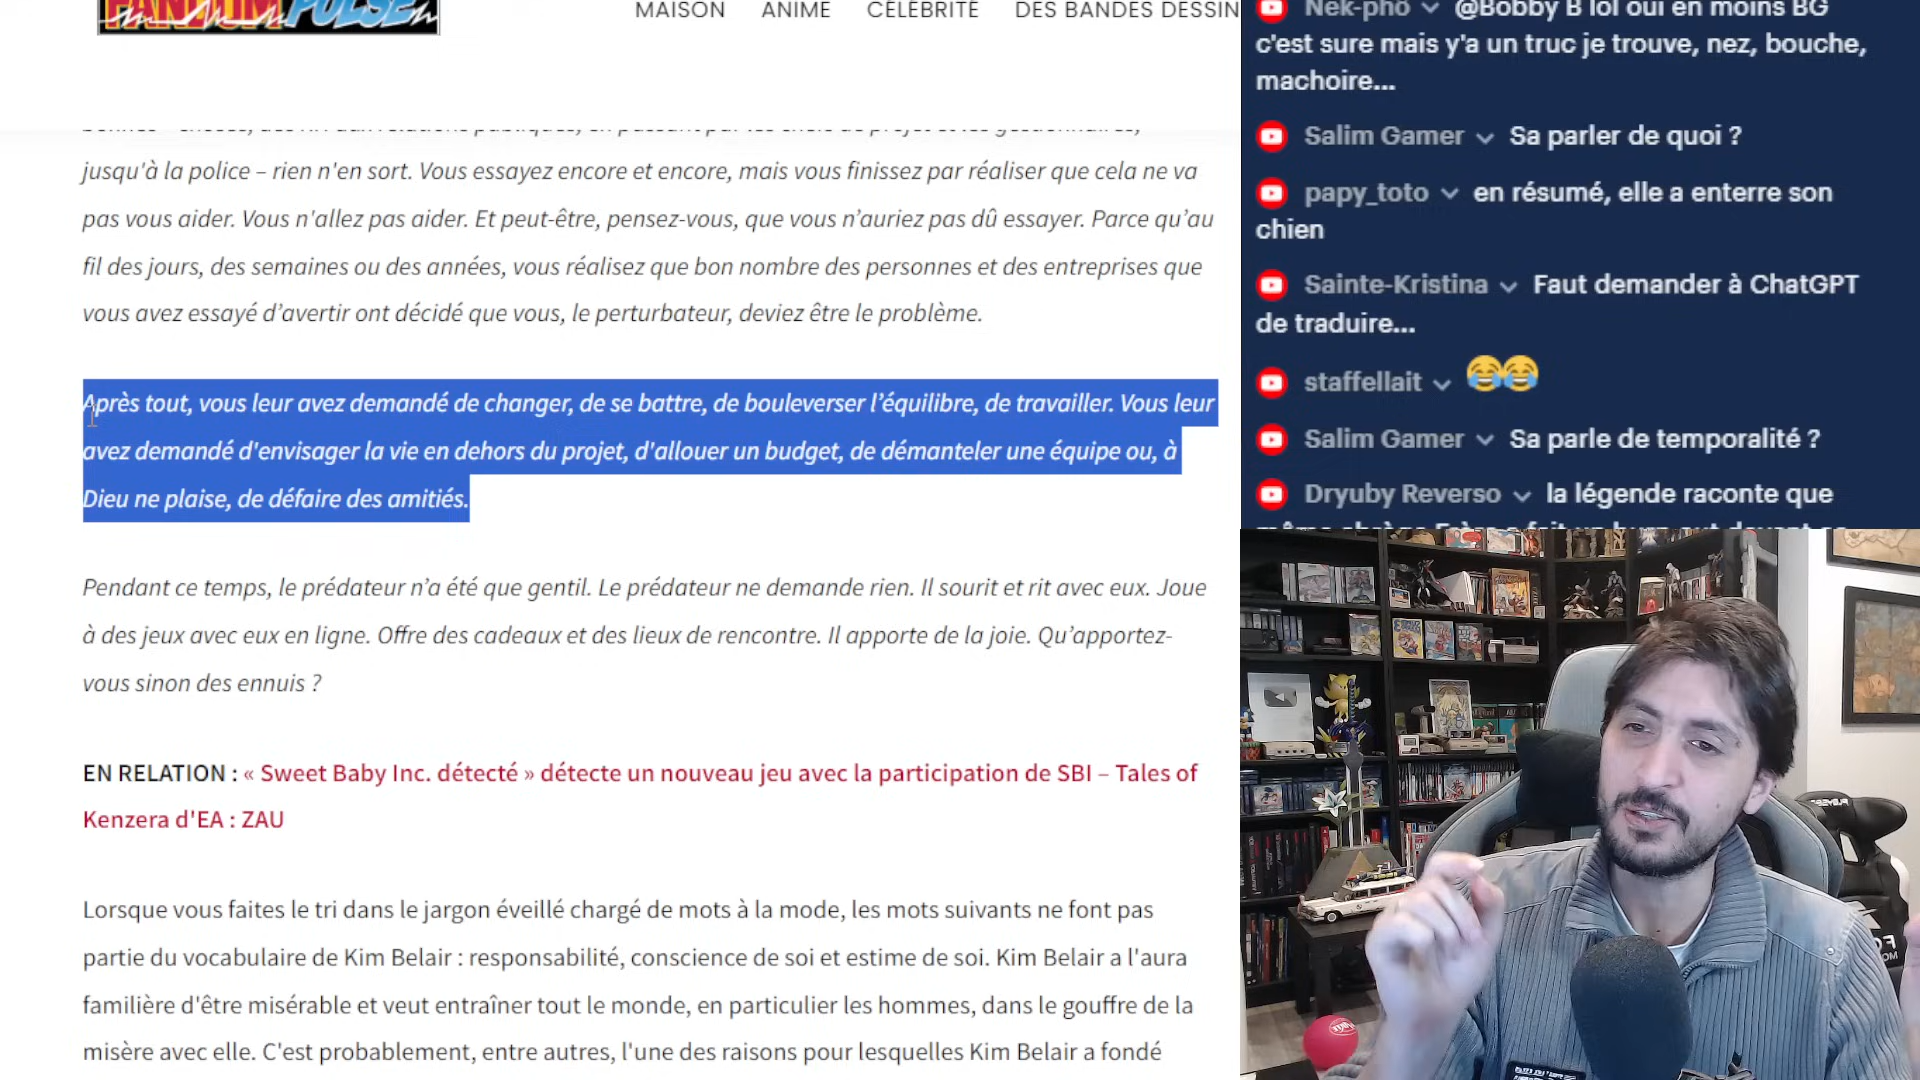 FANDOM PULSE
MAISON ANIME CÉLÉBRITÉ DES BANDES DESSIN
jusqu'à la police – rien n'en sort. Vous essayez encore et encore, mais vous finissez par réaliser que cela ne va
pas vous aider. Vous n'allez pas aider. Et peut-être, pensez-vous, que vous n’auriez pas dû essayer. Parce qu’au
fil des jours, des semaines ou des années, vous réalisez que bon nombre des personnes et des entreprises que
vous avez essayé d’avertir ont décidé que vous, le perturbateur, deviez être le problème.
Après tout, vous leur avez demandé de changer, de se battre, de bouleverser l’équilibre, de travailler. Vous leur
avez demandé d'envisager la vie en dehors du projet, d'allouer un budget, de démanteler une équipe ou, à
Dieu ne plaise, de défaire des amitiés.
Pendant ce temps, le prédateur n’a été que gentil. Le prédateur ne demande rien. Il sourit et rit avec eux. Joue
à des jeux avec eux en ligne. Offre des cadeaux et des lieux de rencontre. Il apporte de la joie. Qu’apportez-
vous sinon des ennuis ?
EN RELATION : « Sweet Baby Inc. détecté » détecte un nouveau jeu avec la participation de SBI – Tales of
Kenzera d'EA : ZAU
Lorsque vous faites le tri dans le jargon éveillé chargé de mots à la mode, les mots suivants ne font pas
partie du vocabulaire de Kim Belair : responsabilité, conscience de soi et estime de soi. Kim Belair a l'aura
familière d'être misérable et veut entraîner tout le monde, en particulier les hommes, dans le gouffre de la
misère avec elle. C'est probablement, entre autres, l'une des raisons pour lesquelles Kim Belair a fondé
Nek-pho @Bobby B lol oui en moins BG
c'est sure mais y'a un truc je trouve, nez, bouche,
machoire...
Salim Gamer Sa parler de quoi ?
papy_toto en résumé, elle a enterre son
chien
Sainte-Kristina Faut demander à ChatGPT
de traduire...
staffellait 😂😂
Salim Gamer Sa parle de temporalité ?
Dryuby Reverso la légende raconte que